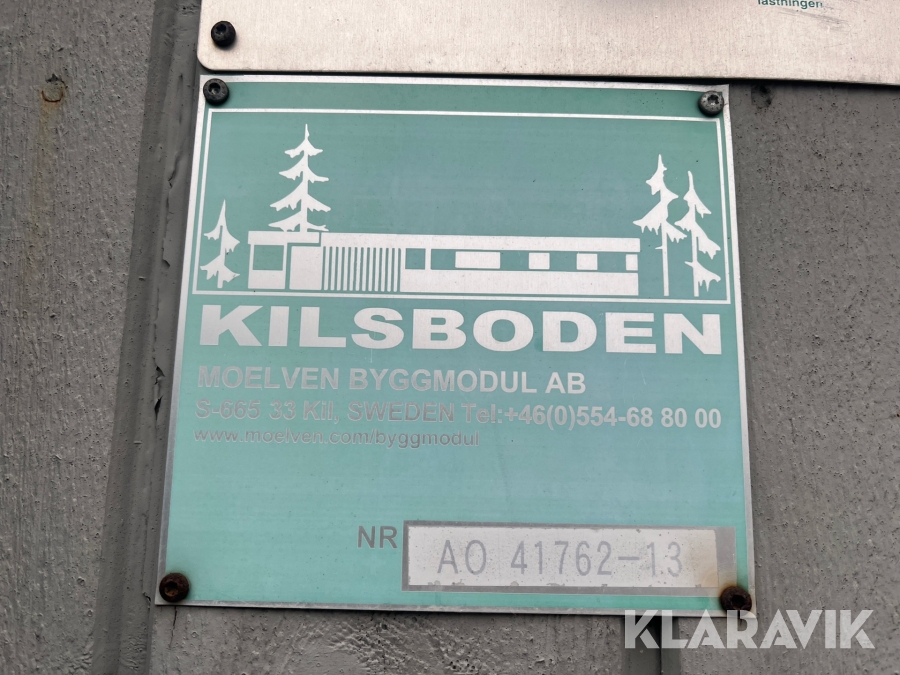 lastningen
KILSBODEN
MOELVEN BYGGMODUL AB
S-665 33 Kil, SWEDEN Tel:+46(0)554-68 80 00
www.moelven.com/byggmodul
NR AO 41762-13
KLARAVIK